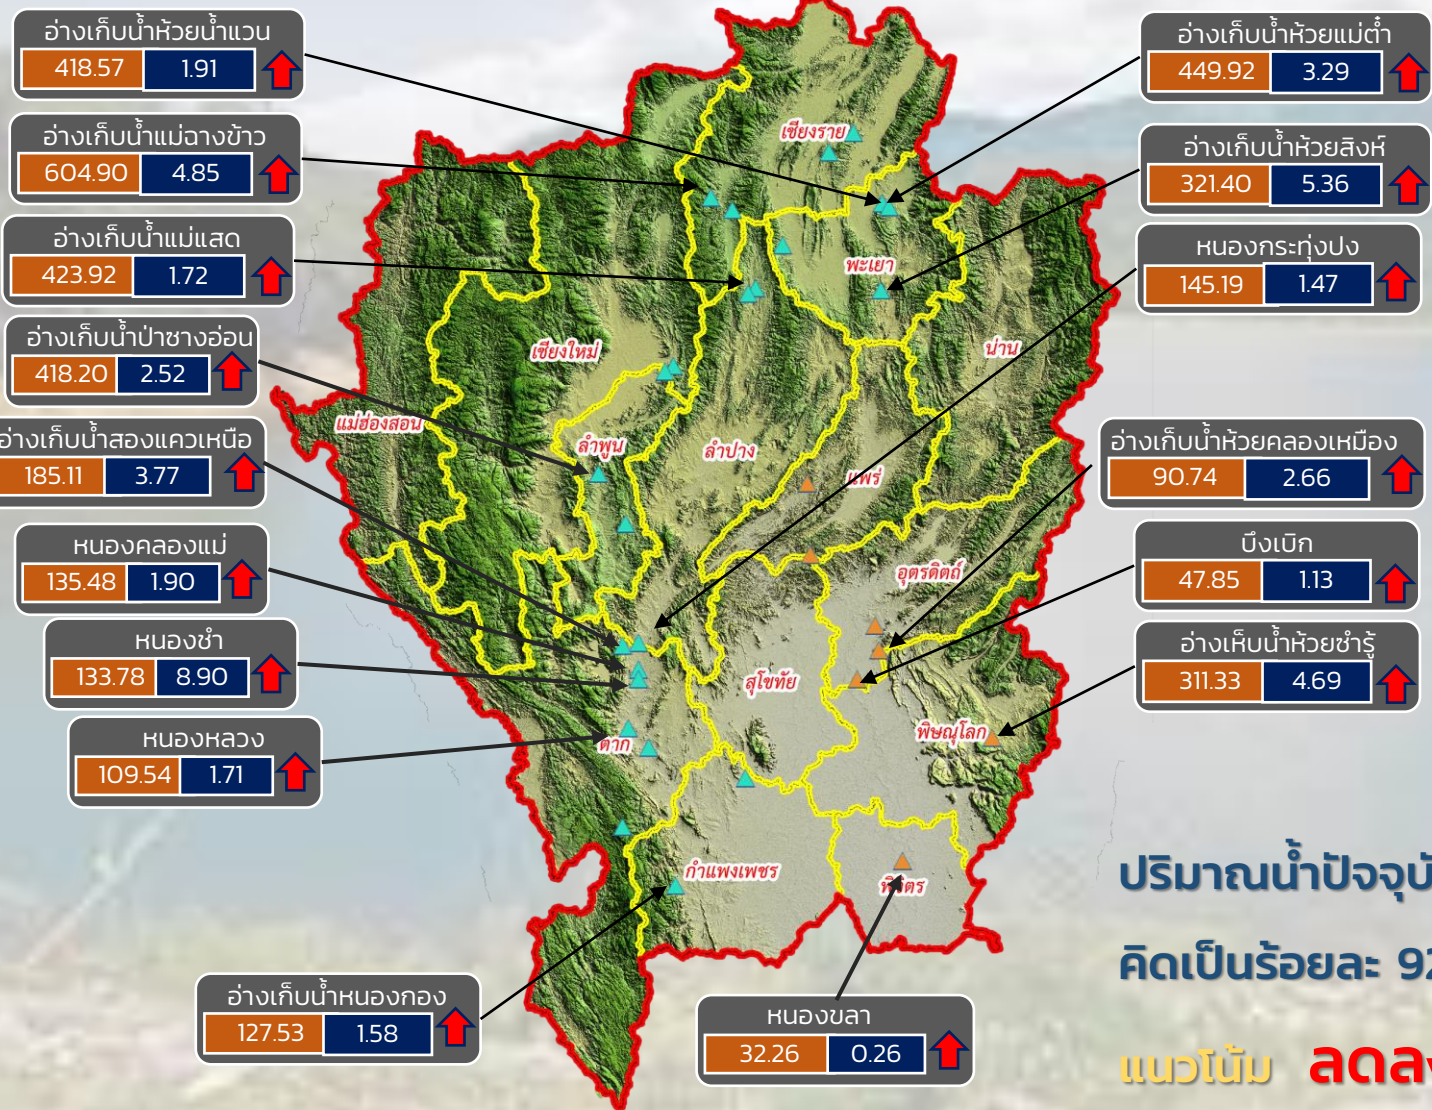 อ่างเก็บน้ำห้วยน้ำแวน
418.57 1.91
อ่างเก็บน้ำแม่ฉางข้าว
604.90 4.85
อ่างเก็บน้ำแม่แสด
423.92 1.72
อ่างเก็บน้ำป่าซางอ่อน
418.20 2.52
อ่างเก็บน้ำสองแควเหนือ
185.11 3.77
หนองคลองแม่
135.48 1.90
หนองชำ
133.78 8.90
หนองหลวง
109.54 1.71
อ่างเก็บน้ำหนองกอง
127.53 1.58
หนองขลา
32.26 0.26
อ่างเก็บน้ำห้วยแม่ต๋ำ
449.92 3.29
อ่างเก็บน้ำห้วยสิงห์
321.40 5.36
หนองกระทุ่งปง
145.19 1.47
อ่างเก็บน้ำห้วยคลองเหมือง
90.74 2.66
บึงเบิก
47.85 1.13
อ่างเห็บน้ำห้วยซำรู้
311.33 4.69
เชียงราย
พะเยา
น่าน
เชียงใหม่
แม่ฮ่องสอน
ลำพูน
ลำปาง
แพร่
อุตรดิตถ์
สุโขทัย
ตาก
พิษณุโลก
กำแพงเพชร
พิจิตร
ปริมาณน้ำปัจจุบั
คิดเป็นร้อยละ 92
แนวโน้ม ลดลง